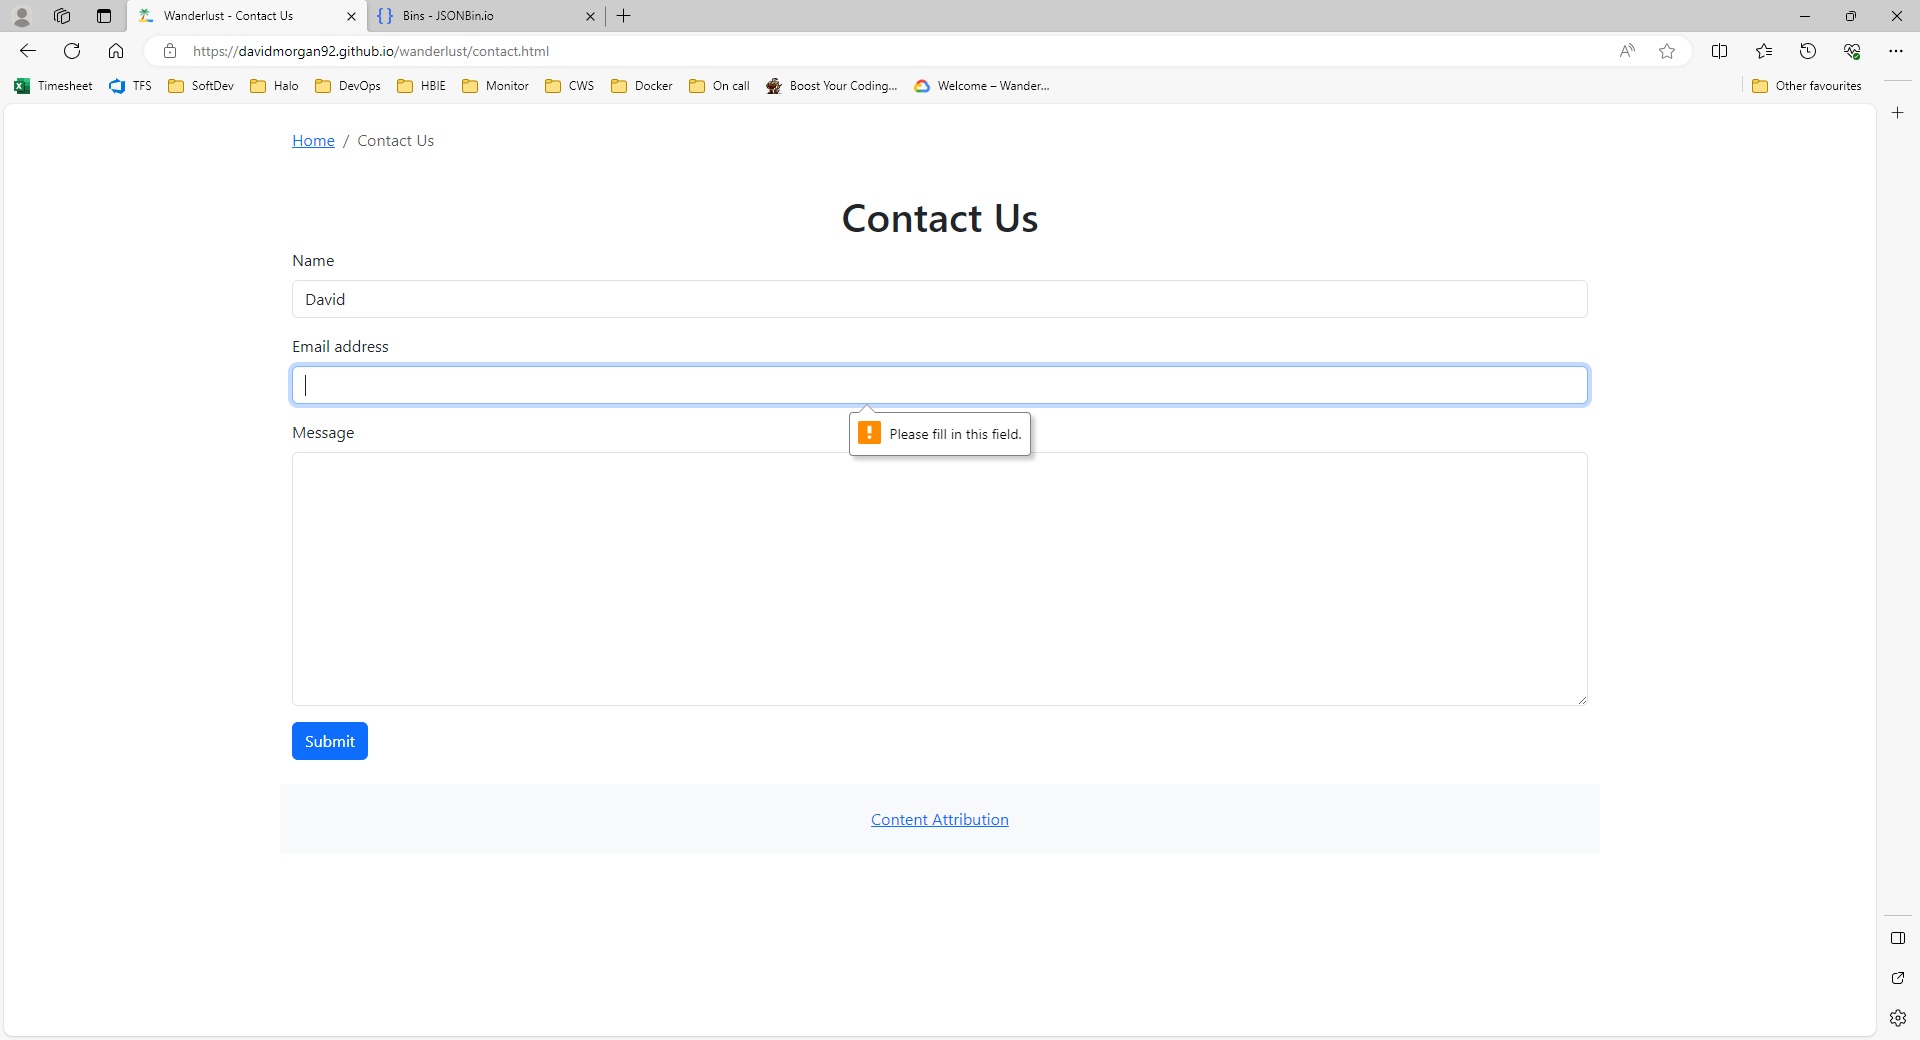 Wanderlust - Contact Us
{} Bins - JSONBin.io
https://davidmorgan92.github.io/wanderlust/contact.html
Timesheet TFS SoftDev Halo DevOps HBIE Monitor CWS Docker On call Boost Your Coding... Welcome – Wander... Other favourites
Home / Contact Us
Contact Us
Name
David
Email address
Please fill in this field.
Message
Submit
Content Attribution